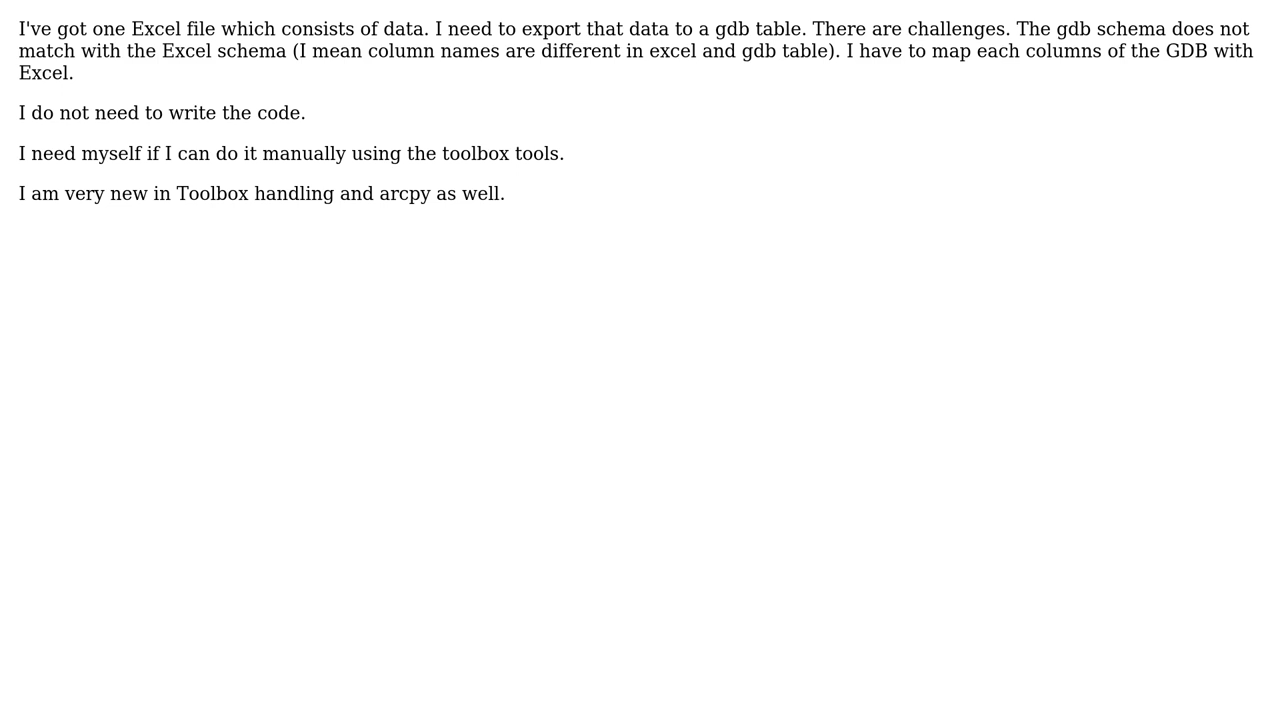 I've got one Excel file which consists of data. I need to export that data to a gdb table. There are challenges. The gdb schema does not
match with the Excel schema (I mean column names are different in excel and gdb table). I have to map each columns of the GDB with
Excel.
I do not need to write the code.
I need myself if I can do it manually using the toolbox tools.
I am very new in Toolbox handling and arcpy as well.